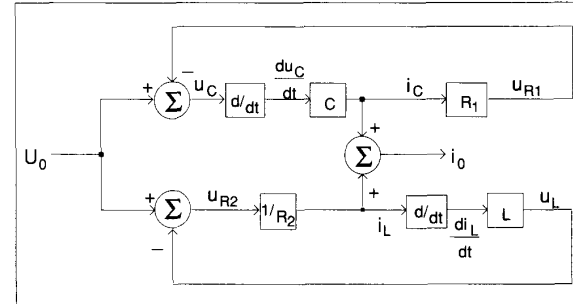 −
+ u_C du_C/dt i_C u_R1
Σ d/dt C R_1
U_0 + Σ i_0
+ u_R2 + u_L
Σ 1/R_2 i_L d/dt di_L/dt L
−